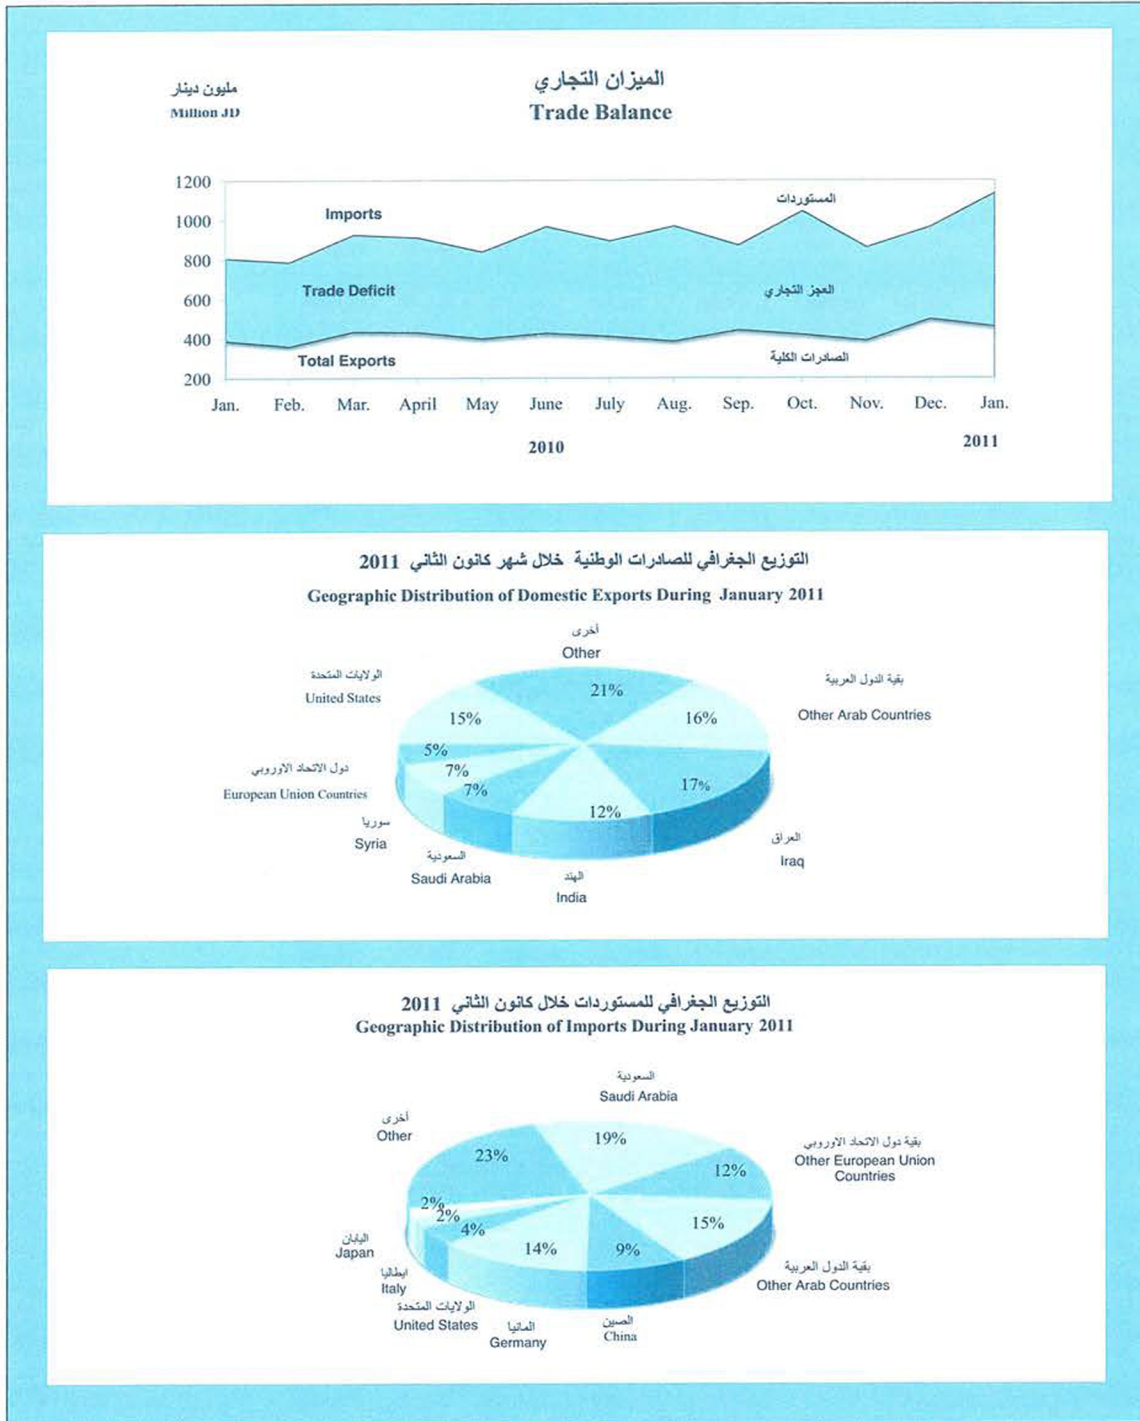 الميزان التجاري
Trade Balance
مليون دينار
Million JD
1200
1000
800
600
400
200
Imports
المستوردات
Trade Deficit
العجز التجاري
Total Exports
الصادرات الكلية
Jan. Feb. Mar. April May June July Aug. Sep. Oct. Nov. Dec. Jan.
2010 2011
التوزيع الجغرافي للصادرات الوطنية خلال شهر كانون الثاني 2011
Geographic Distribution of Domestic Exports During January 2011
أخرى
Other
21%
بقية الدول العربية
Other Arab Countries
16%
العراق
Iraq
17%
الهند
India
12%
السعودية
Saudi Arabia
7%
سوريا
Syria
7%
دول الاتحاد الاوروبي
European Union Countries
5%
الولايات المتحدة
United States
15%
التوزيع الجغرافي للمستوردات خلال كانون الثاني 2011
Geographic Distribution of Imports During January 2011
السعودية
Saudi Arabia
19%
بقية دول الاتحاد الاوروبي
Other European Union
Countries
12%
بقية الدول العربية
Other Arab Countries
15%
الصين
China
9%
المانيا
Germany
14%
الولايات المتحدة
United States
4%
ايطاليا
Italy
2%
اليابان
Japan
2%
أخرى
Other
23%